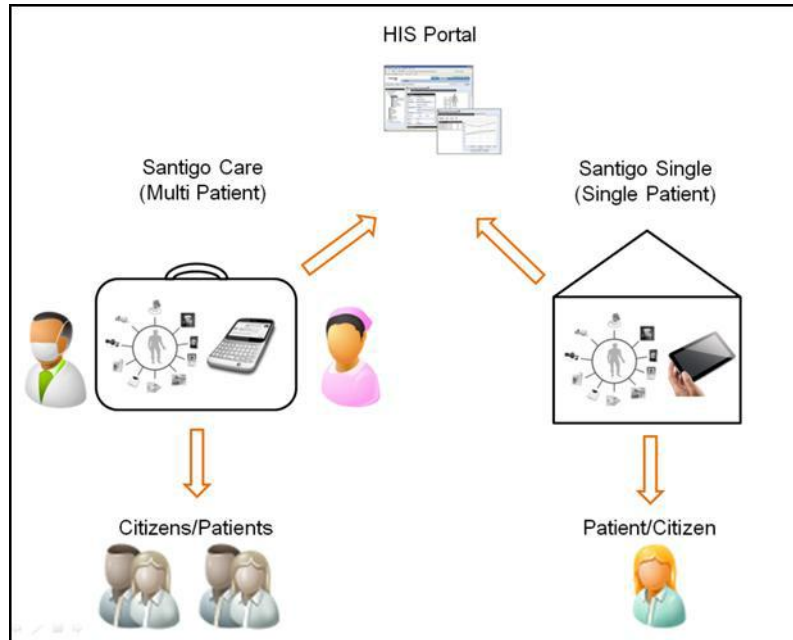 HIS Portal
Santigo Care
(Multi Patient)
Santigo Single
(Single Patient)
Citizens/Patients
Patient/Citizen